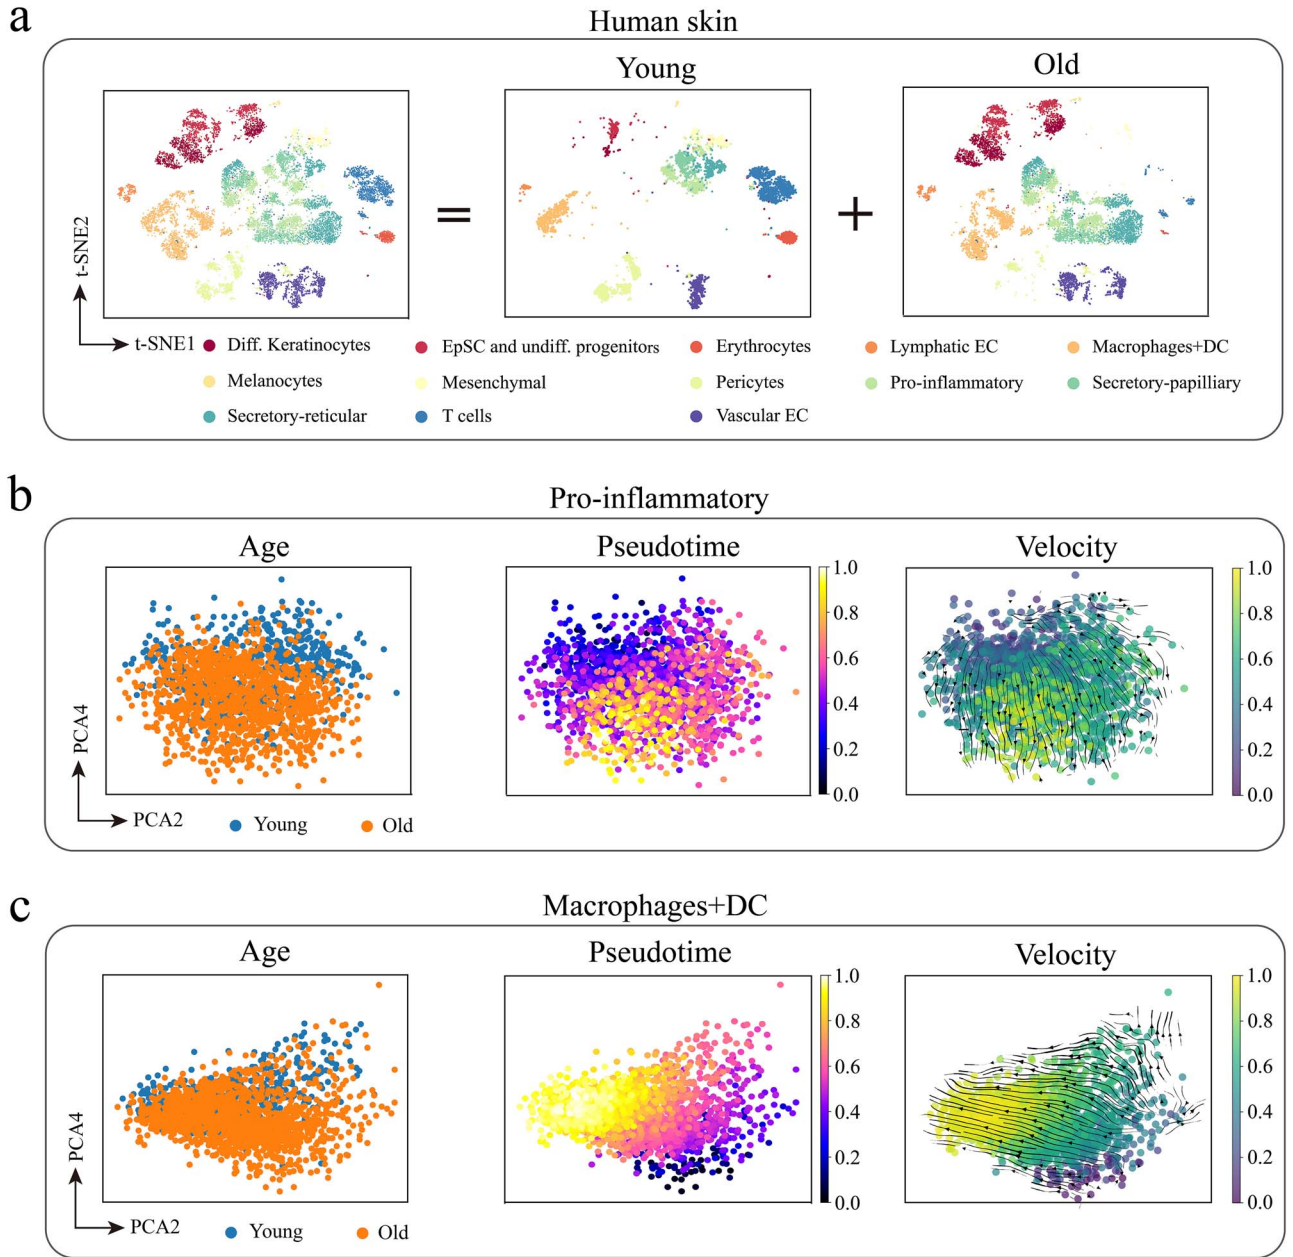 a
Human skin
Young
Old
=
+
t-SNE2
t-SNE1
Diff. Keratinocytes
EpSC and undiff. progenitors
Erythrocytes
Lymphatic EC
Macrophages+DC
Melanocytes
Mesenchymal
Pericytes
Pro-inflammatory
Secretory-papilliary
Secretory-reticular
T cells
Vascular EC
b
Pro-inflammatory
Age
Pseudotime
Velocity
1.0
0.8
0.6
0.4
0.2
0.0
1.0
0.8
0.6
0.4
0.2
0.0
PCA4
PCA2
Young
Old
c
Macrophages+DC
Age
Pseudotime
Velocity
1.0
0.8
0.6
0.4
0.2
0.0
1.0
0.8
0.6
0.4
0.2
0.0
PCA4
PCA2
Young
Old